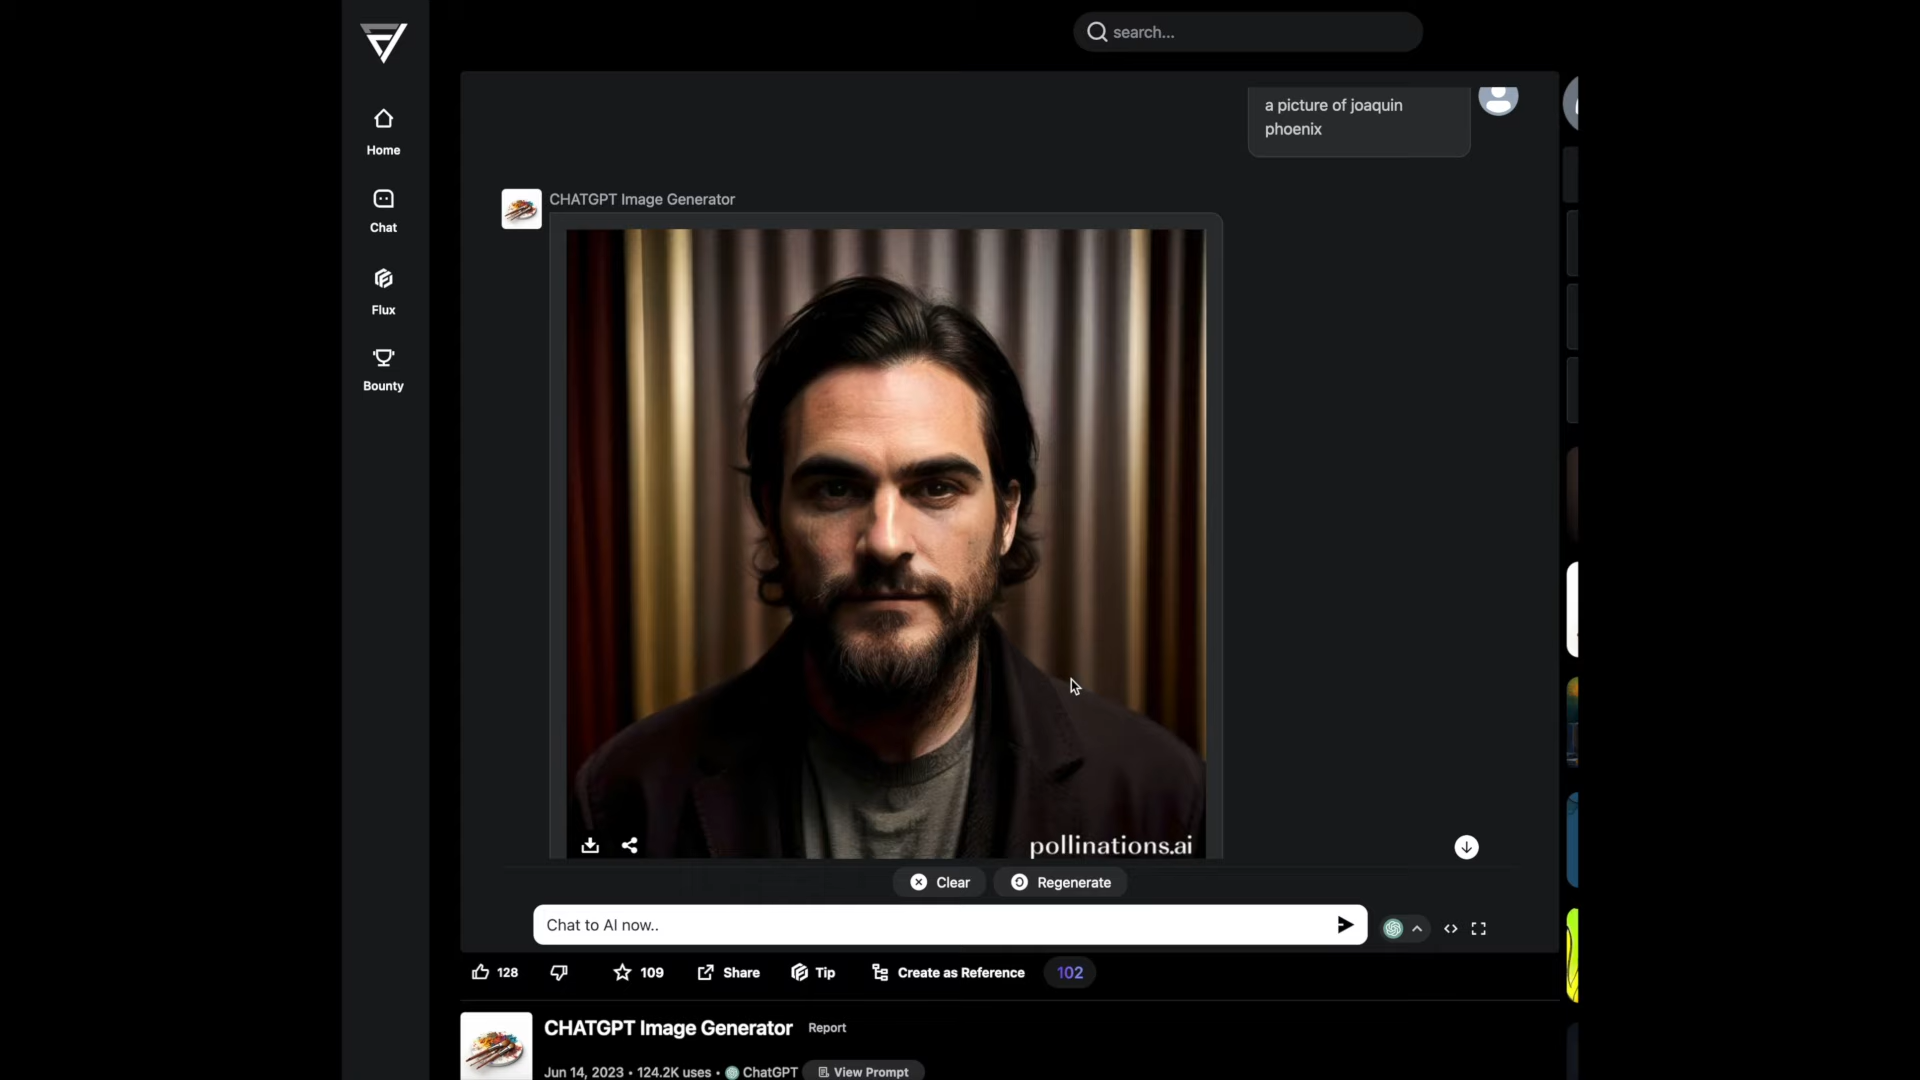 search...
Home
Chat
Flux
Bounty
a picture of joaquin
phoenix
CHATGPT Image Generator
pollinations.ai
Clear
Regenerate
Chat to AI now..
128
109
Share
Tip
Create as Reference
102
CHATGPT Image Generator
Report
Jun 14, 2023 • 124.2K uses • ChatGPT
View Prompt